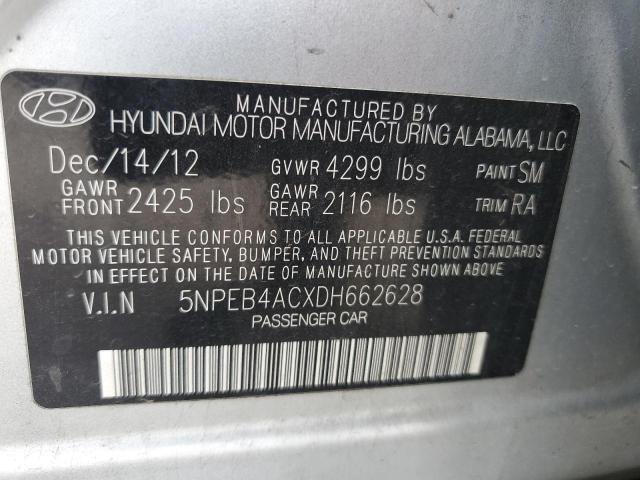 MANUFACTURED BY
HYUNDAI MOTOR MANUFACTURING ALABAMA, LLC
Dec/14/12 GVWR 4299 lbs PAINT SM
GAWR FRONT 2425 lbs GAWR REAR 2116 lbs TRIM RA
THIS VEHICLE CONFORMS TO ALL APPLICABLE U.S.A. FEDERAL
MOTOR VEHICLE SAFETY, BUMPER, AND THEFT PREVENTION STANDARDS
IN EFFECT ON THE DATE OF MANUFACTURE SHOWN ABOVE.
V.I.N 5NPEB4ACXDH662628
PASSENGER CAR